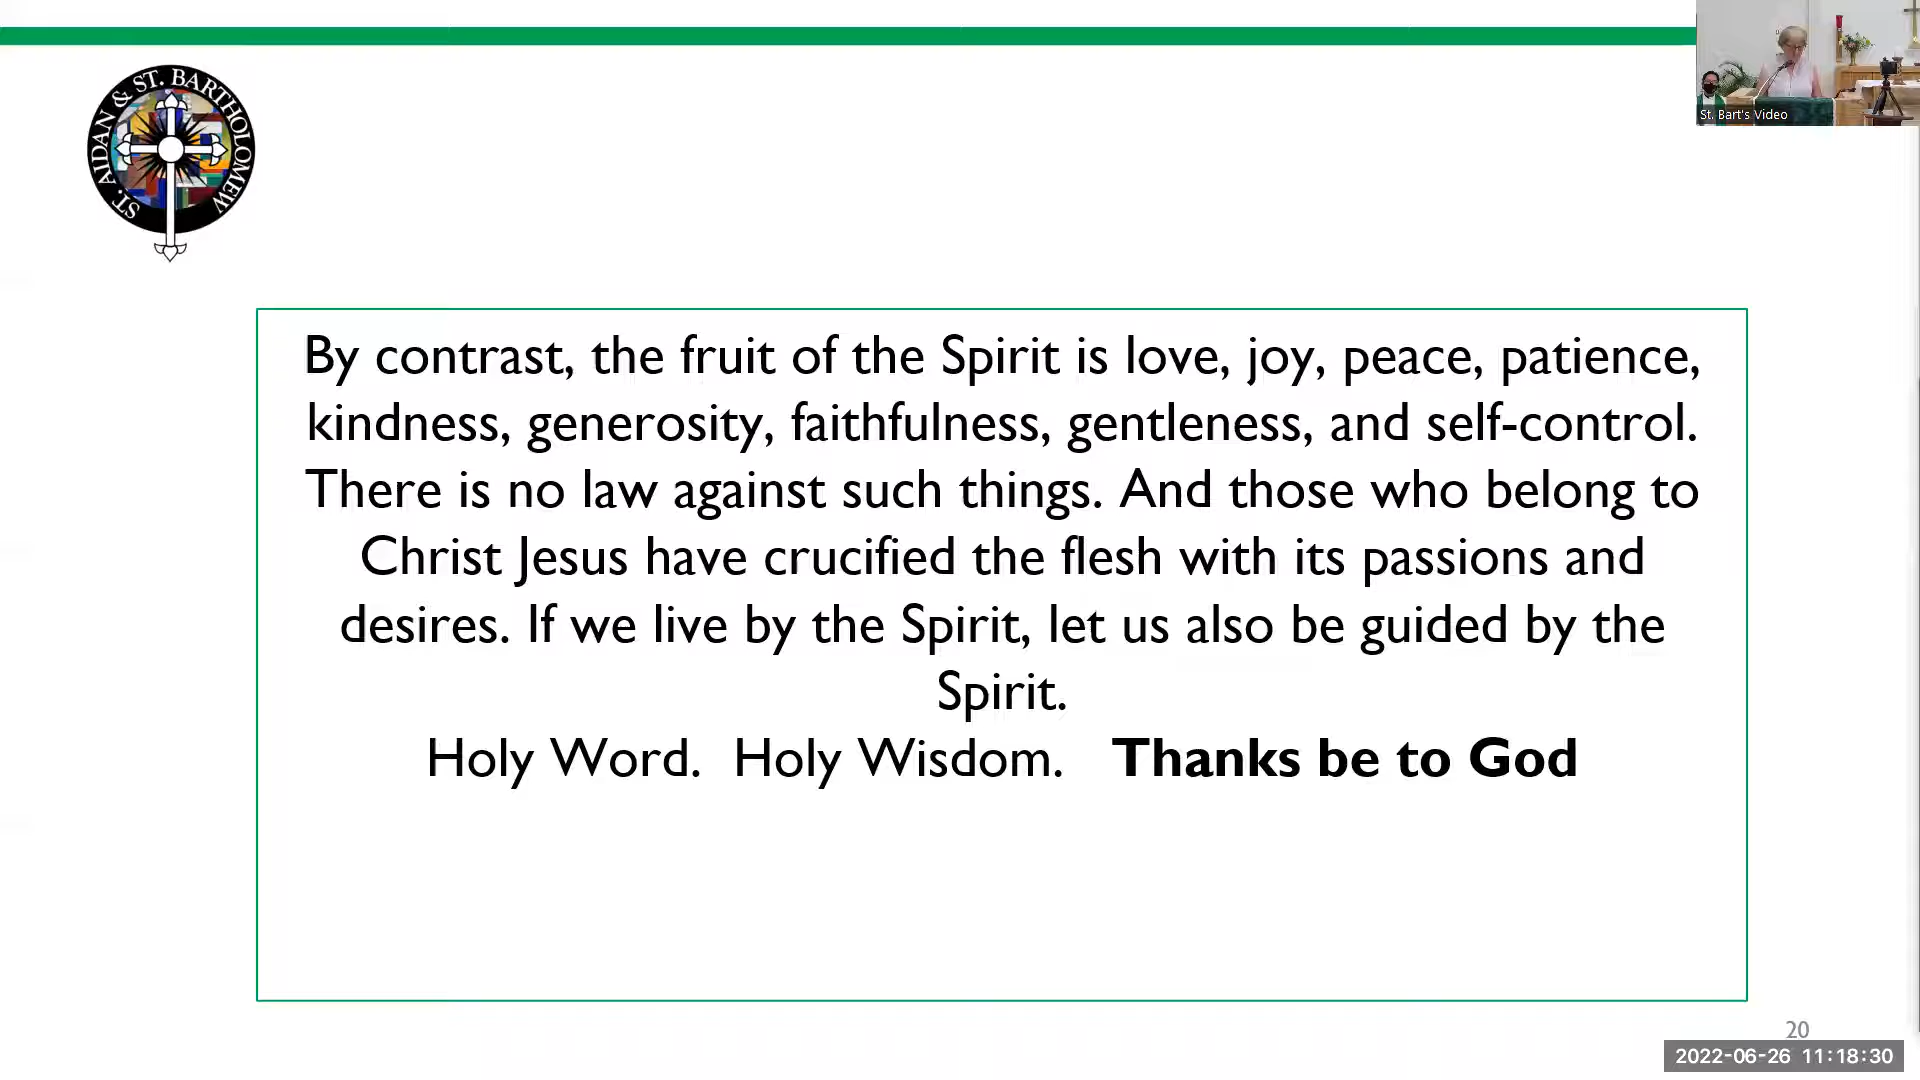 ST. AIDAN & ST. BARTHOLOMEW
St. Bart's Video
By contrast, the fruit of the Spirit is love, joy, peace, patience,
kindness, generosity, faithfulness, gentleness, and self-control.
There is no law against such things. And those who belong to
Christ Jesus have crucified the flesh with its passions and
desires. If we live by the Spirit, let us also be guided by the
Spirit.
Holy Word.  Holy Wisdom.   Thanks be to God
20
2022-06-26 11:18:30